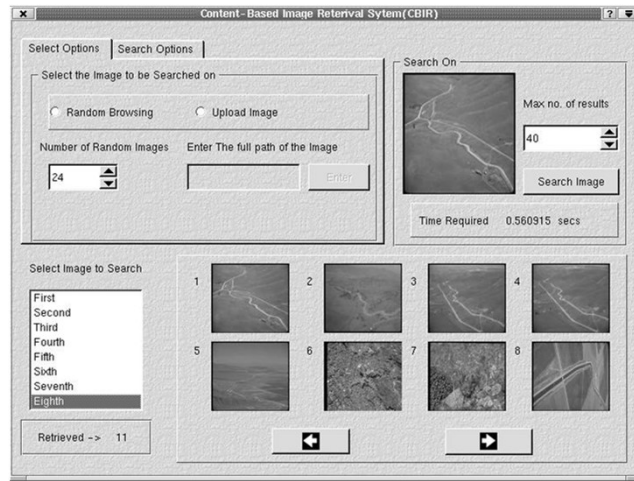 Content-Based Image Reterival Sytem(CBIR)
Select Options
Search Options
Select the Image to be Searched on
Random Browsing
Upload Image
Number of Random Images
Enter The full path of the Image
24
Enter
Search On
Max no. of results
40
Search Image
Time Required 0.560915 secs
Select Image to Search
First
Second
Third
Fourth
Fifth
Sixth
Seventh
Eighth
Retrieved -> 11
1 2 3 4
5 6 7 8